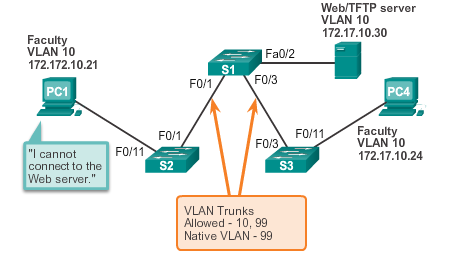 Faculty
VLAN 10
172.172.10.21
PC1
"I cannot
connect to the
Web server."
F0/11
F0/1
S2
F0/1
S1
Fa0/2
F0/3
Web/TFTP server
VLAN 10
172.17.10.30
PC4
Faculty
VLAN 10
172.17.10.24
F0/11
F0/3
S3
VLAN Trunks
Allowed - 10, 99
Native VLAN - 99